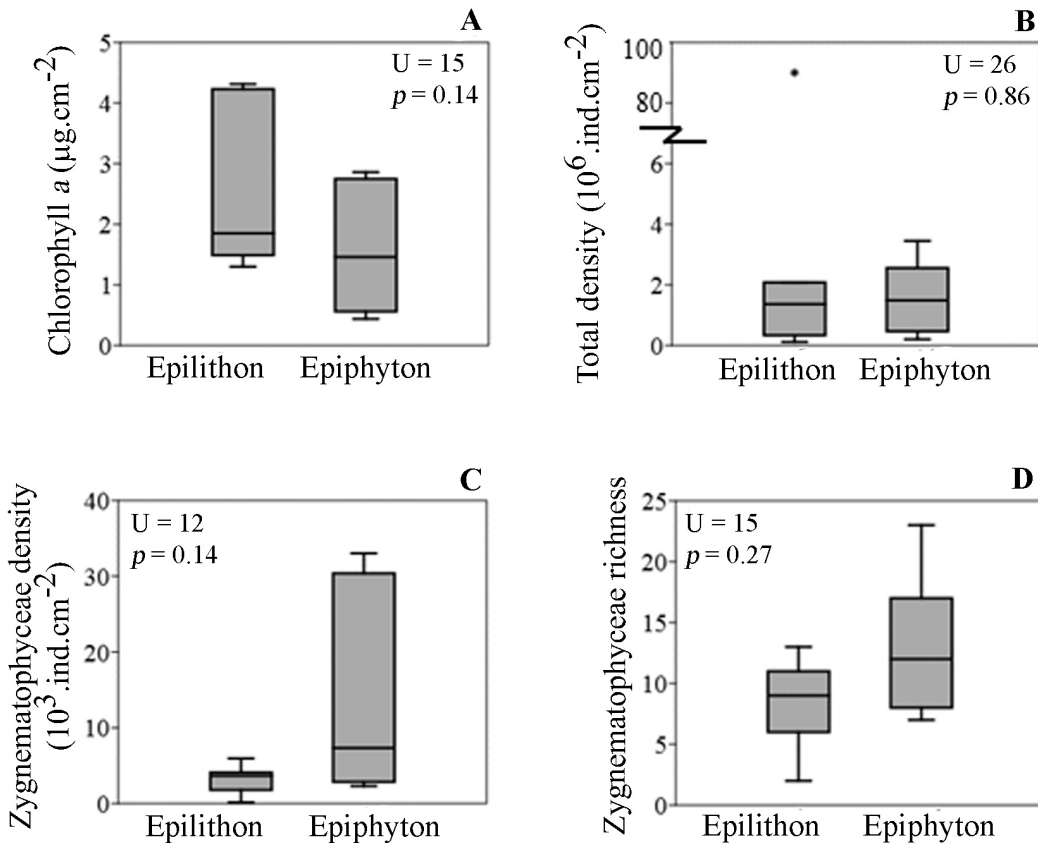 A
Chlorophyll a (µg.cm⁻²)
5
4
3
2
1
0
U = 15
p = 0.14
Epilithon Epiphyton
B
Total density (10⁶.ind.cm⁻²)
100
80
6
4
2
0
U = 26
p = 0.86
Epilithon Epiphyton
C
Zygnematophyceae density
(10³.ind.cm⁻²)
40
30
20
10
0
U = 12
p = 0.14
Epilithon Epiphyton
D
Zygnematophyceae richness
25
20
15
10
5
0
U = 15
p = 0.27
Epilithon Epiphyton